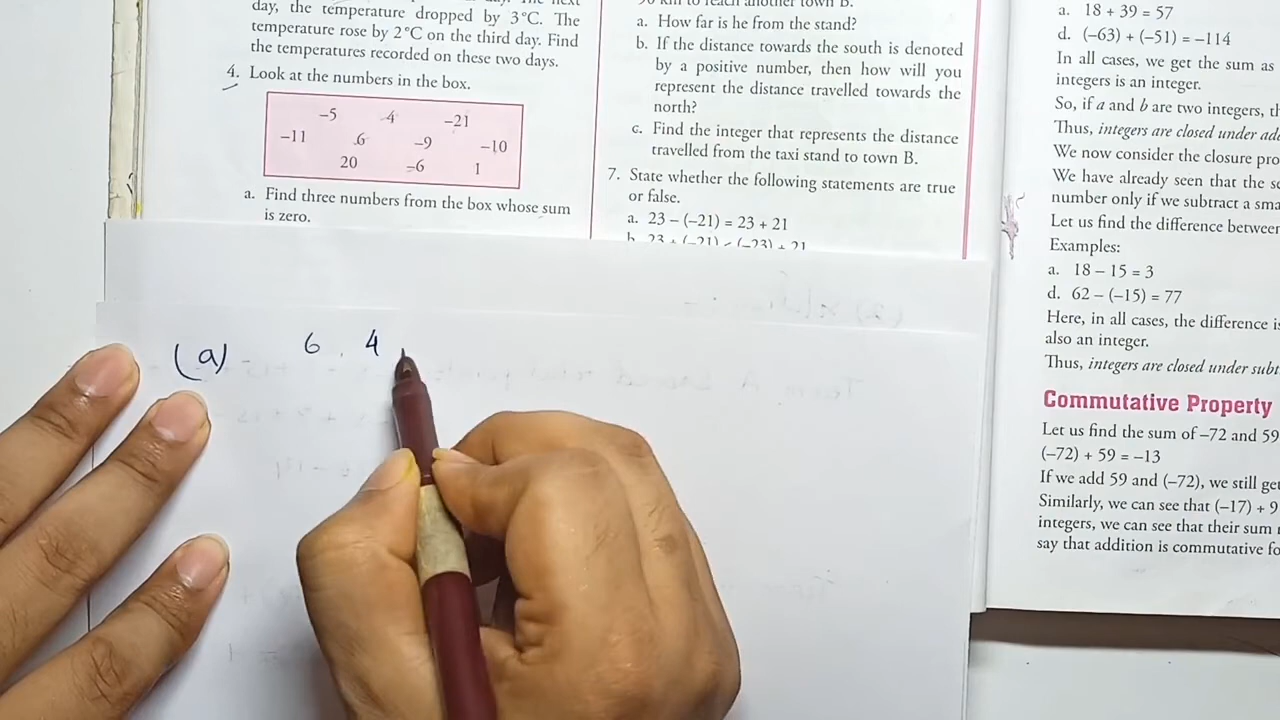 day, the temperature dropped by 3°C. The
temperature rose by 2°C on the third day. Find
the temperatures recorded on these two days.
4. Look at the numbers in the box.
-5 4 -21
-11 6 -9 -10
20 -6 1
a. Find three numbers from the box whose sum
is zero.
90 km to reach another town B.
a. How far is he from the stand?
b. If the distance towards the south is denoted
by a positive number, then how will you
represent the distance travelled towards the
north?
c. Find the integer that represents the distance
travelled from the taxi stand to town B.
7. State whether the following statements are true
or false.
a. 23 – (–21) = 23 + 21
a. 18 + 39 = 57
d. (–63) + (–51) = –114
In all cases, we get the sum as
integers is an integer.
So, if a and b are two integers,
Thus, integers are closed under
We now consider the closure
We have already seen that the
number only if we subtract a
Let us find the difference
Examples:
a. 18 – 15 = 3
d. 62 – (–15) = 77
Here, in all cases, the difference
also an integer.
Thus, integers are closed under
Commutative Property
Let us find the sum of –72 and 59
(–72) + 59 = –13
If we add 59 and (–72), we still
Similarly, we can see that (–17) + 9
integers, we can see that their sum
say that addition is commutative
(a) 6 , 4